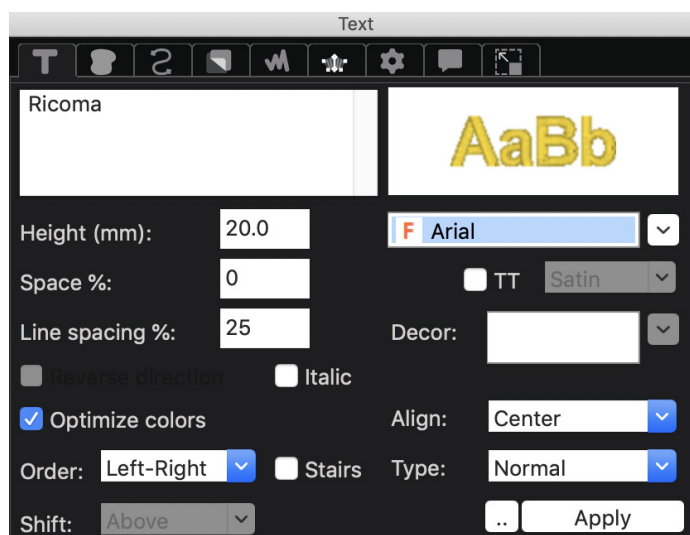 Text
Ricoma
AaBb
Height (mm): 20.0
F Arial
Space %: 0
TT Satin
Line spacing %: 25
Decor:
Reverse direction Italic
Optimize colors
Align: Center
Order: Left-Right Stairs
Type: Normal
Shift: Above
.. Apply